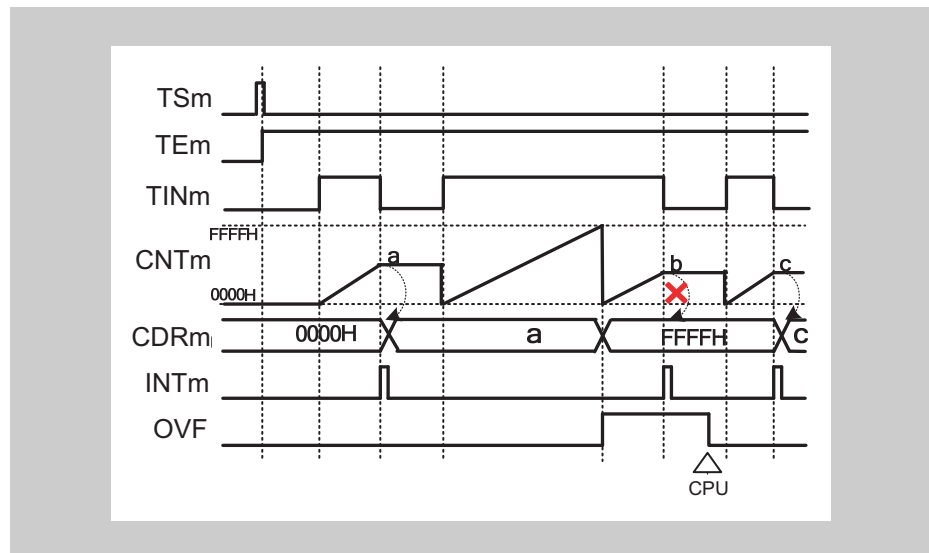 TSm
TEm
TINm
FFFFH
CNTm
a
b
c
0000H
CDRm
0000H
a
FFFFH
c
INTm
OVF
CPU